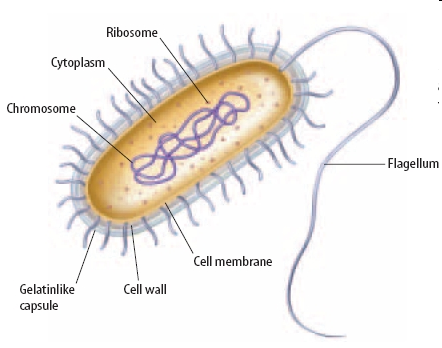 Ribosome
Cytoplasm
Chromosome
Flagellum
Cell membrane
Gelatinlike
capsule
Cell wall